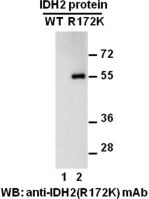 IDH2 protein
WT R172K
72
55
36
28
1 2
WB: anti-IDH2(R172K) mAb